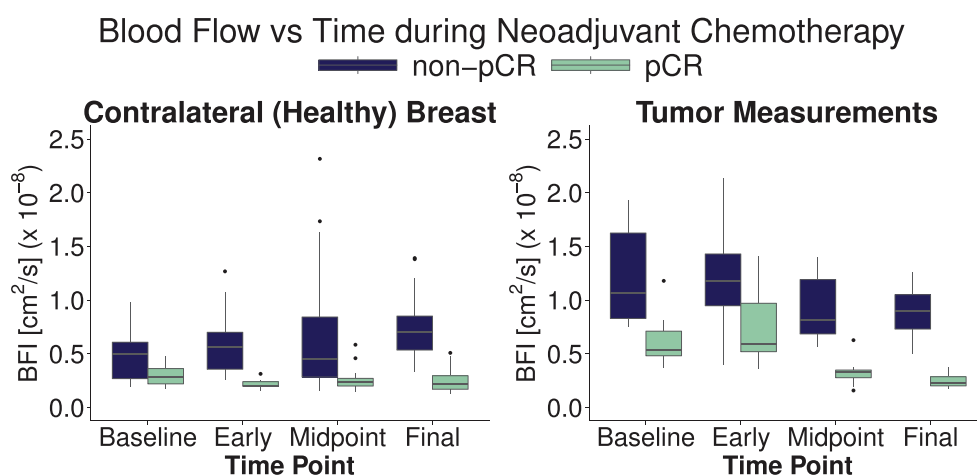 Blood Flow vs Time during Neoadjuvant Chemotherapy
non−pCR pCR
Contralateral (Healthy) Breast
BFI [cm²/s] (x 10⁻⁸)
2.5
2.0
1.5
1.0
0.5
0.0
Baseline Early Midpoint Final
Time Point
Tumor Measurements
BFI [cm²/s] (x 10⁻⁸)
2.5
2.0
1.5
1.0
0.5
0.0
Baseline Early Midpoint Final
Time Point